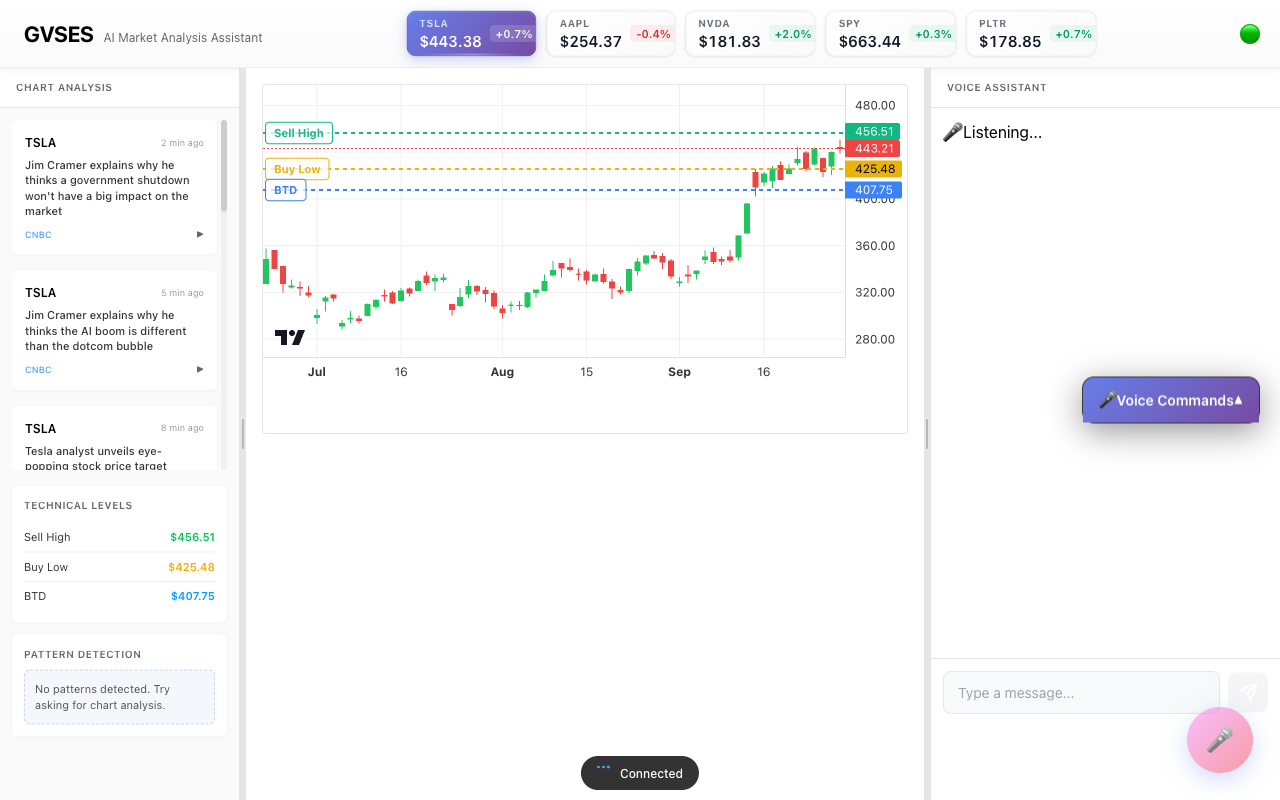 GVSES AI Market Analysis Assistant
TSLA
$443.38 +0.7%
AAPL
$254.37 -0.4%
NVDA
$181.83 +2.0%
SPY
$663.44 +0.3%
PLTR
$178.85 +0.7%
CHART ANALYSIS
TSLA 2 min ago
Jim Cramer explains why he
thinks a government shutdown
won't have a big impact on the
market
CNBC
TSLA 5 min ago
Jim Cramer explains why he
thinks the AI boom is different
than the dotcom bubble
CNBC
TSLA 8 min ago
Tesla analyst unveils eye-
popping stock price target
TECHNICAL LEVELS
Sell High $456.51
Buy Low $425.48
BTD $407.75
PATTERN DETECTION
No patterns detected. Try
asking for chart analysis.
Sell High
Buy Low
BTD
480.00
456.51
443.21
425.48
407.75
400.00
360.00
320.00
280.00
Jul 16 Aug 15 Sep 16
Connected
VOICE ASSISTANT
Listening...
Voice Commands
Type a message...